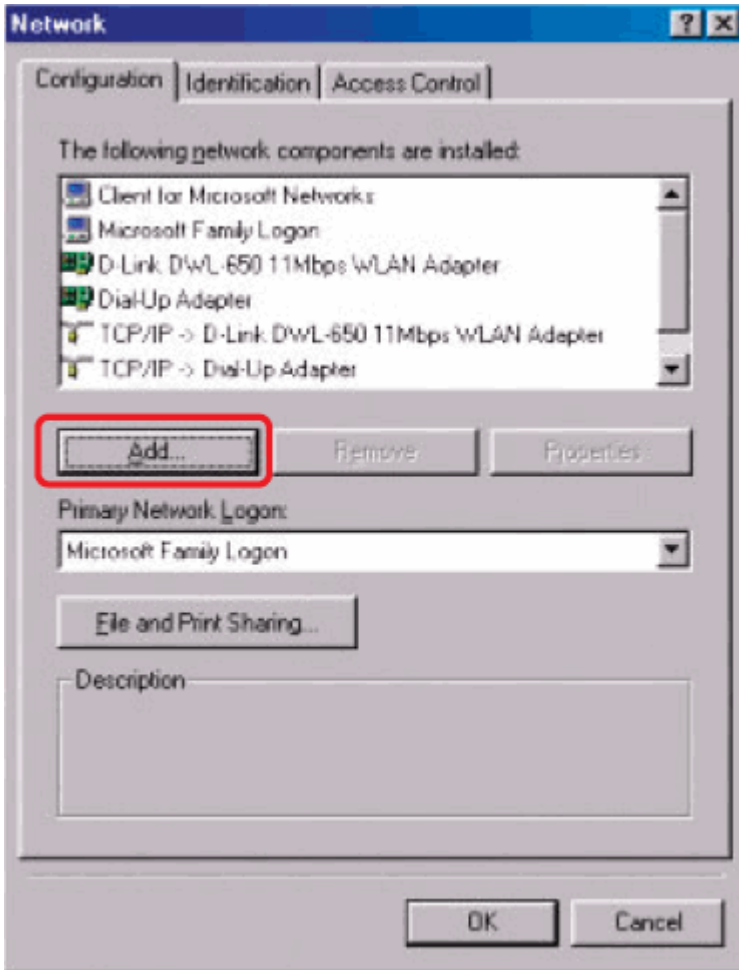 Network
Configuration Identification Access Control
The following network components are installed:
Client for Microsoft Networks
Microsoft Family Logon
D-Link DWL-650 11Mbps WLAN Adapter
Dial-Up Adapter
TCP/IP -> D-Link DWL-650 11Mbps WLAN Adapter
TCP/IP -> Dial-Up Adapter
Add... Remove Properties
Primary Network Logon:
Microsoft Family Logon
File and Print Sharing...
Description
OK Cancel